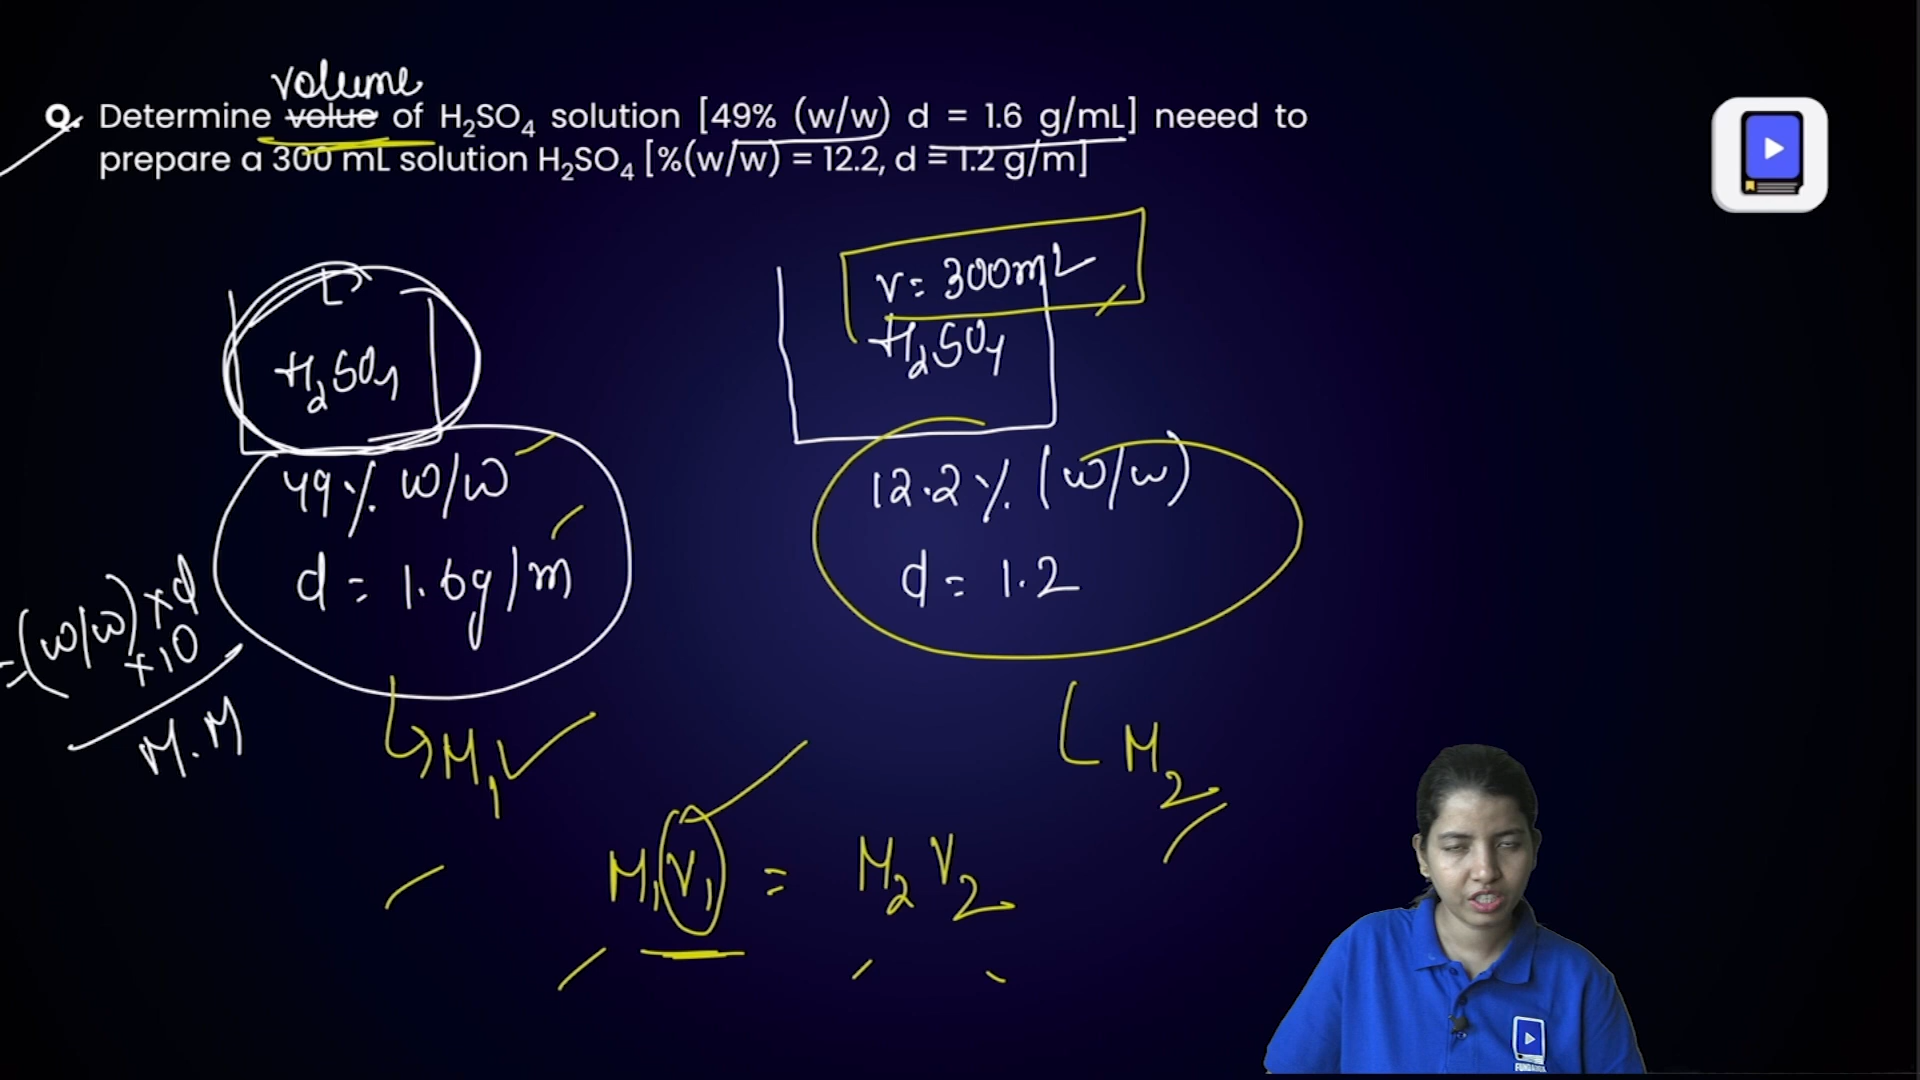 volume
Q. Determine volue of H₂SO₄ solution [49% (w/w) d = 1.6 g/mL] neeed to
prepare a 300 mL solution H₂SO₄ [%(w/w) = 12.2, d = 1.2 g/m]
H₂SO₄
V = 300mL
H₂SO₄
49% w/w
d = 1.6g/m
12.2% (w/w)
d = 1.2
= (w/w) × d
× 10
M.M
M₁
M₂
M₁V₁ = M₂V₂